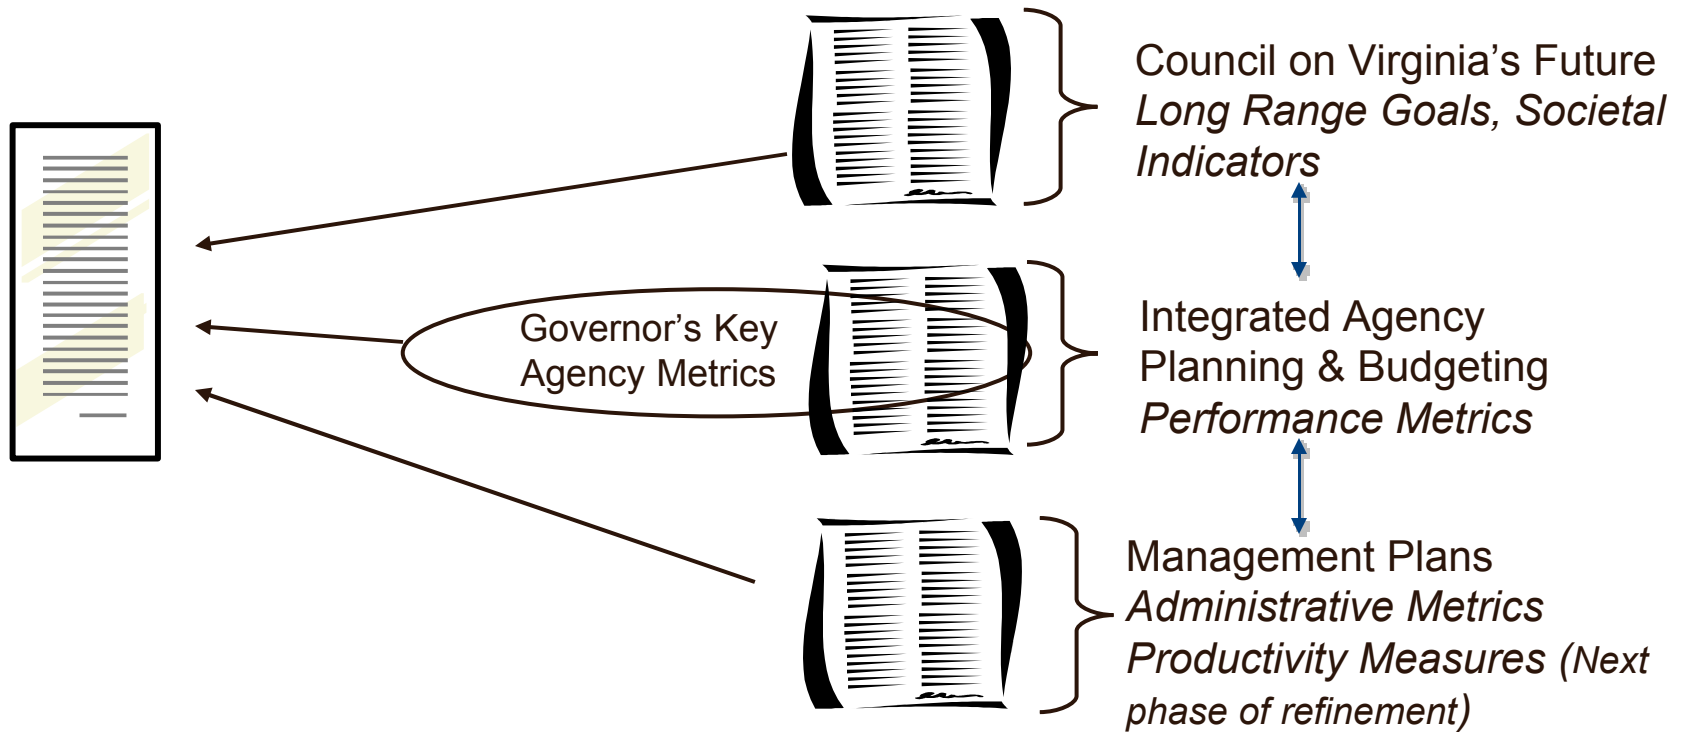 Council on Virginia’s Future
Long Range Goals, Societal
Indicators
Governor’s Key
Agency Metrics
Integrated Agency
Planning & Budgeting
Performance Metrics
Management Plans
Administrative Metrics
Productivity Measures (Next
phase of refinement)